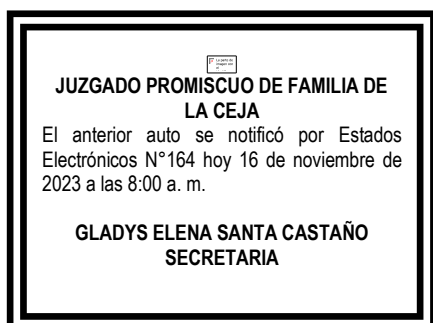 JUZGADO PROMISCUO DE FAMILIA DE
LA CEJA
El anterior auto se notificó por Estados
Electrónicos N°164 hoy 16 de noviembre de
2023 a las 8:00 a. m.
GLADYS ELENA SANTA CASTAÑO
SECRETARIA